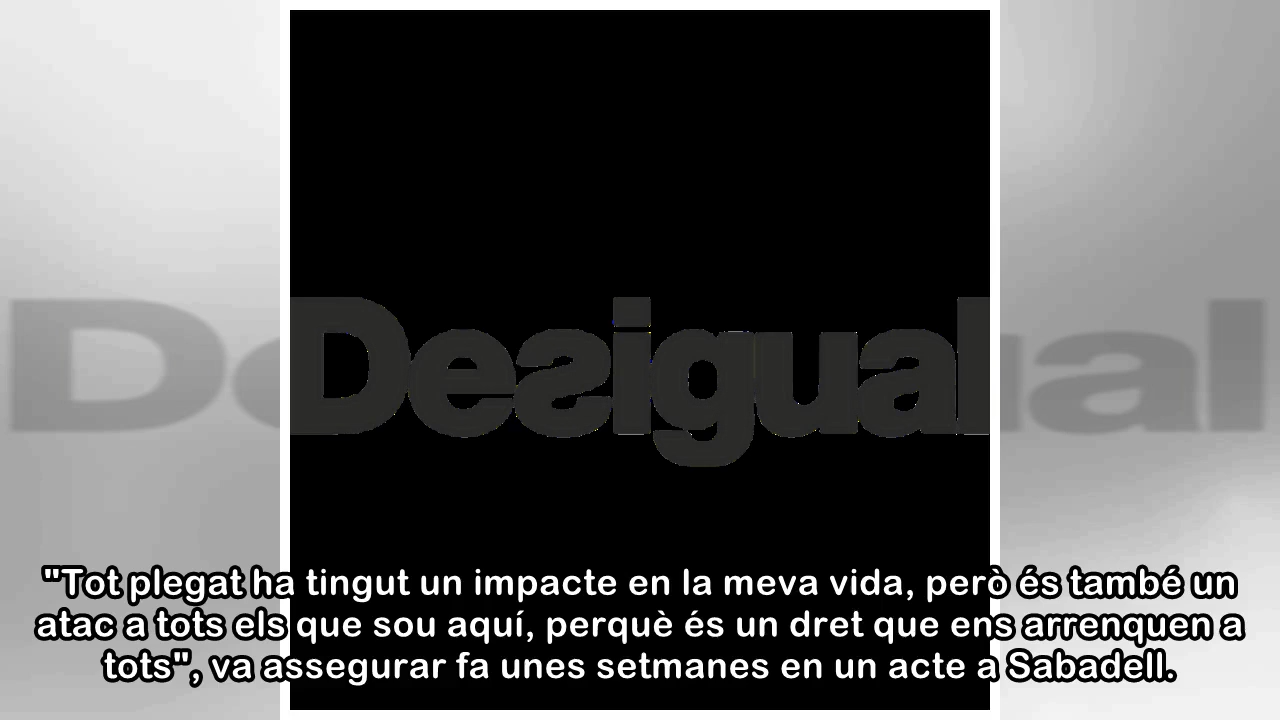 Desigual
"Tot plegat ha tingut un impacte en la meva vida, però és també un
atac a tots els que sou aquí, perquè és un dret que ens arrenquen a
tots", va assegurar fa unes setmanes en un acte a Sabadell.